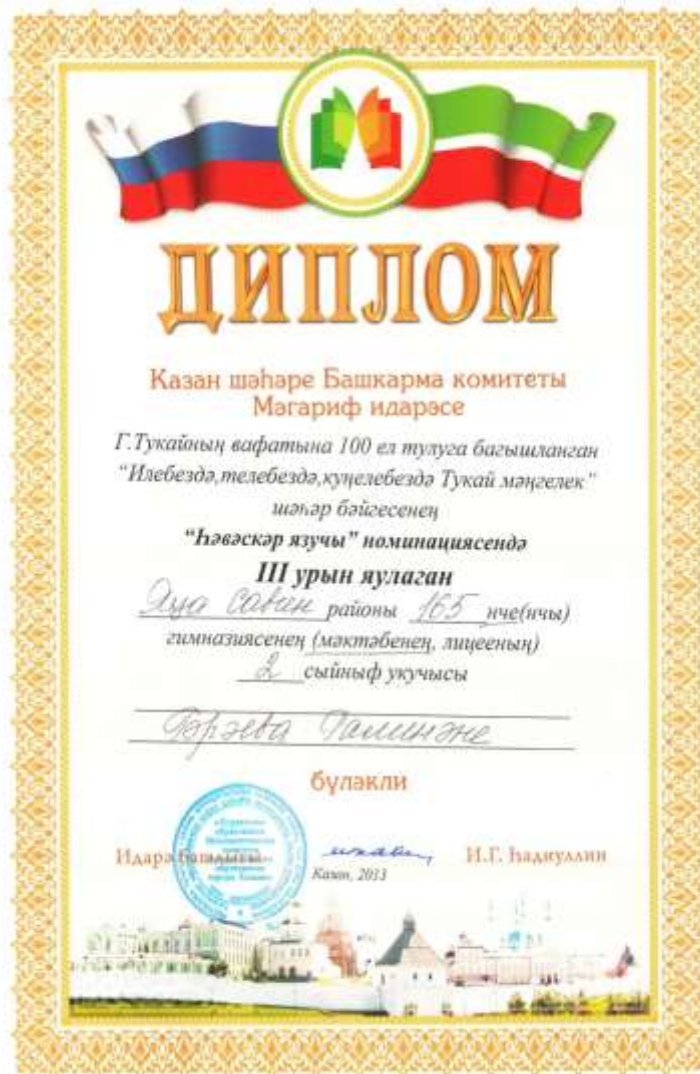 ДИПЛОМ
Казан шәһәре Башкарма комитеты
Мәгариф идарәсе
Г.Тукайның вафатына 100 ел тулуга багышланган
"Илебездә,телебездә,күңелебездә Тукай мәңгелек"
шәһәр бәйгесенең
"Һәвәскәр язучы" номинациясендә
III урын яулаган
Яңа Савин районы 165 нче(нчы)
гимназиясенең (мәктәбенең, лицееның)
2 сыйныф укучысы
Гәрәева
бүләкли
Идарә башлыгы И.Г. Һадиуллин
Казан, 2013